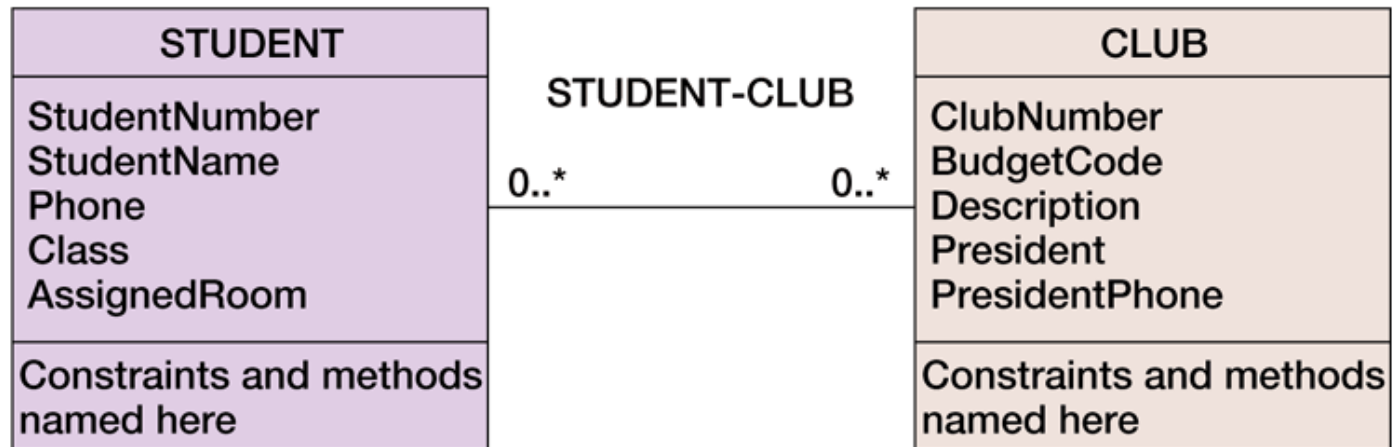 STUDENT
StudentNumber
StudentName
Phone
Class
AssignedRoom
Constraints and methods
named here
STUDENT-CLUB
0..*
0..*
CLUB
ClubNumber
BudgetCode
Description
President
PresidentPhone
Constraints and methods
named here